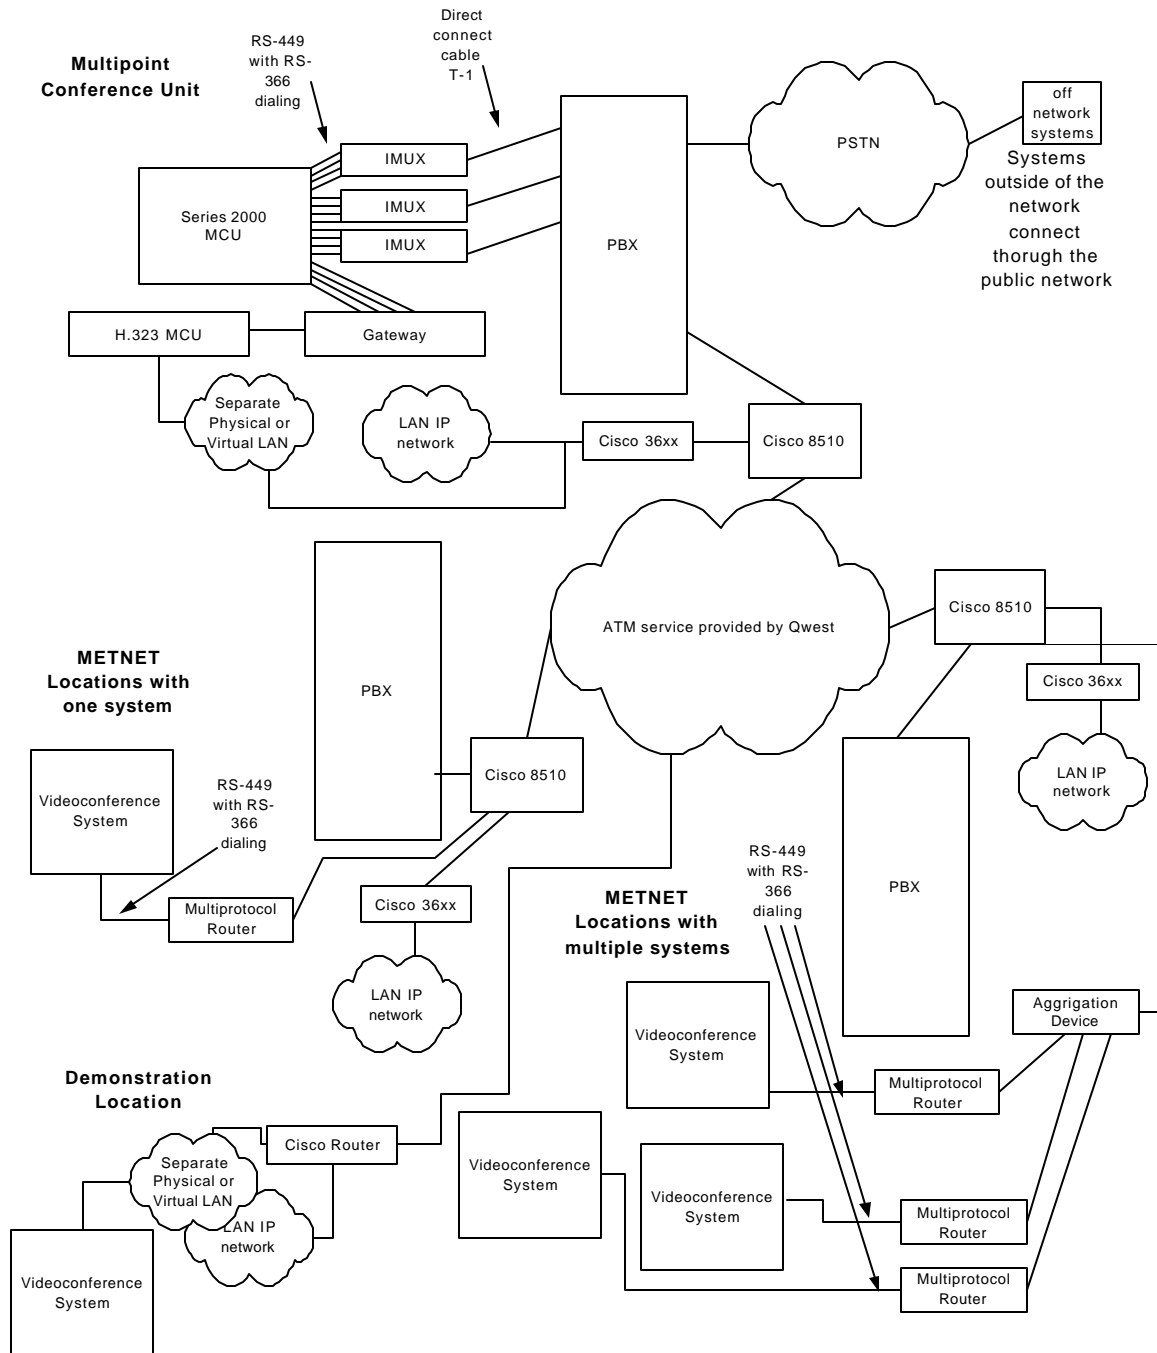 Direct
connect
cable
T-1
RS-449
with RS-
366
dialing
Multipoint
Conference Unit
off
network
systems
PSTN
IMUX
Systems
outside of the
network
connect
thorugh the
public network
Series 2000
MCU
IMUX
IMUX
PBX
H.323 MCU
Gateway
Separate
Physical or
Virtual LAN
LAN IP
network
Cisco 36xx
Cisco 8510
ATM service provided by Qwest
Cisco 8510
METNET
Locations with
one system
PBX
Cisco 36xx
Cisco 8510
LAN IP
network
Videoconference
System
RS-449
with RS-
366
dialing
RS-449
with RS-
366
dialing
PBX
Multiprotocol
Router
Cisco 36xx
METNET
Locations with
multiple systems
LAN IP
network
Aggrigation
Device
Videoconference
System
Demonstration
Location
Multiprotocol
Router
Cisco Router
Separate
Physical or
Virtual LAN
LAN IP
network
Videoconference
System
Videoconference
System
Multiprotocol
Router
Videoconference
System
Multiprotocol
Router